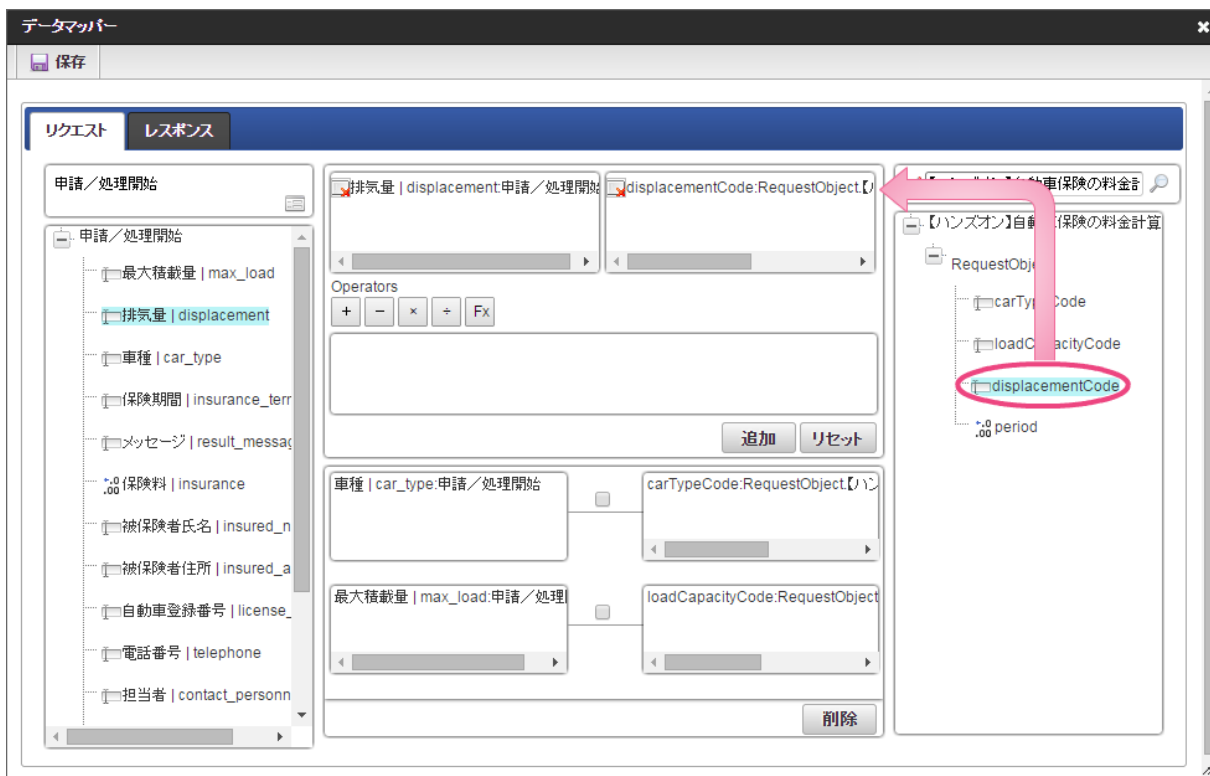 データマッパー
保存
リクエスト
レスポンス
申請／処理開始
申請／処理開始
最大積載量 | max_load
排気量 | displacement
車種 | car_type
保険期間 | insurance_terr
メッセージ | result_messag
保険料 | insurance
被保険者氏名 | insured_n
被保険者住所 | insured_a
自動車登録番号 | license_
電話番号 | telephone
担当者 | contact_personn
排気量 | displacement:申請／処理開始
displacementCode:RequestObject.【ハ
Operators
+ − × ÷ Fx
追加
リセット
車種 | car_type:申請／処理開始
carTypeCode:RequestObject.【ハン
最大積載量 | max_load:申請／処理
loadCapacityCode:RequestObject
削除
車保険の料金計
【ハンズオン】自動 保険の料金計算
RequestObj
carTyp Code
loadC acityCode
displacementCode
period